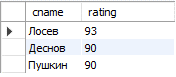 cname rating
Лосев 93
Деснов 90
Пушкин 90